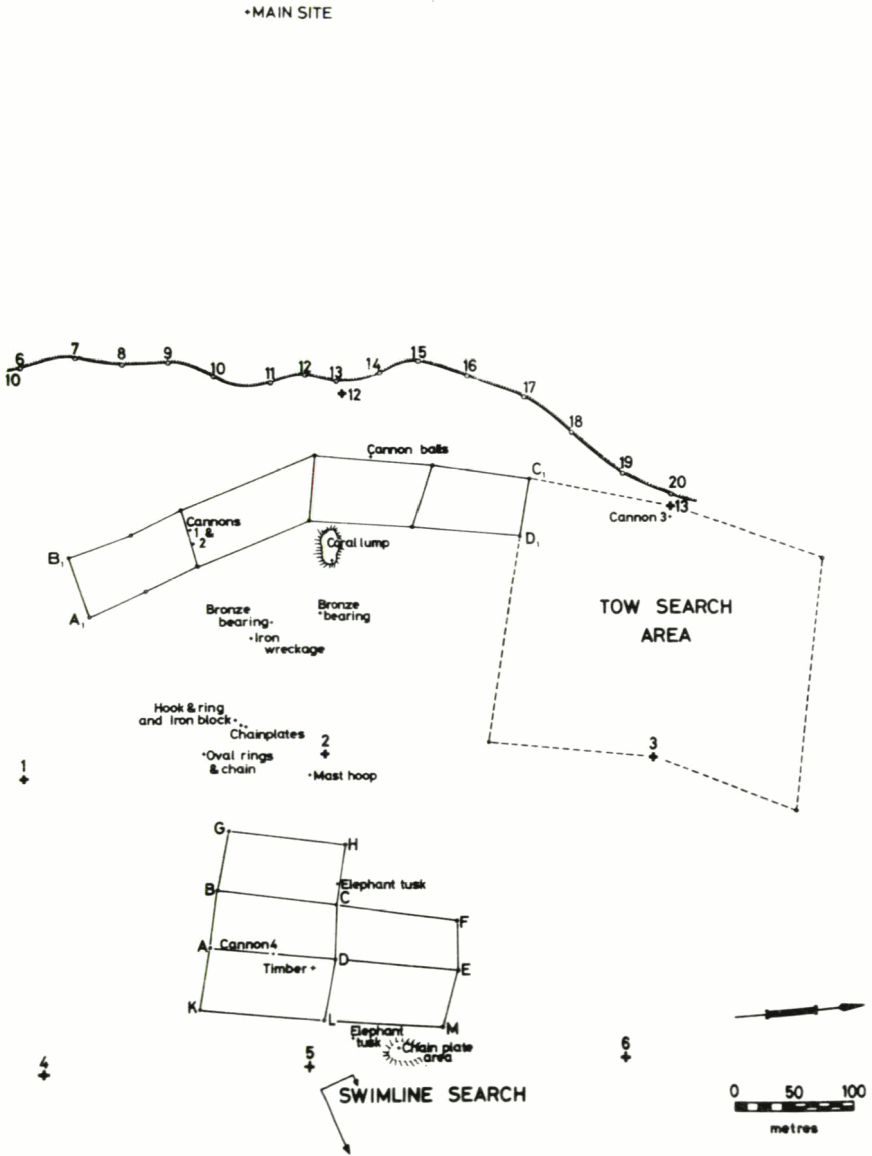 MAIN SITE
6 7 8 9 10 11 12 13 14 15 16 17 18 19 20
10
12
13
Cannon balls
C₁
Cannon 3
Cannons
1 &
2
Coral lump
D₁
B₁
A₁
Bronze
bearing
Bronze
bearing
Iron
wreckage
TOW SEARCH
AREA
Hook & ring
and Iron block
Chainplates
Oval rings
& chain
Mast hoop
1
2
3
G
H
B
Elephant tusk
C
F
A
Cannon 4
D
Timber
E
K
L
M
Elephant
tusk
Chain plate
area
4
5
6
SWIMLINE SEARCH
0 50 100
metres